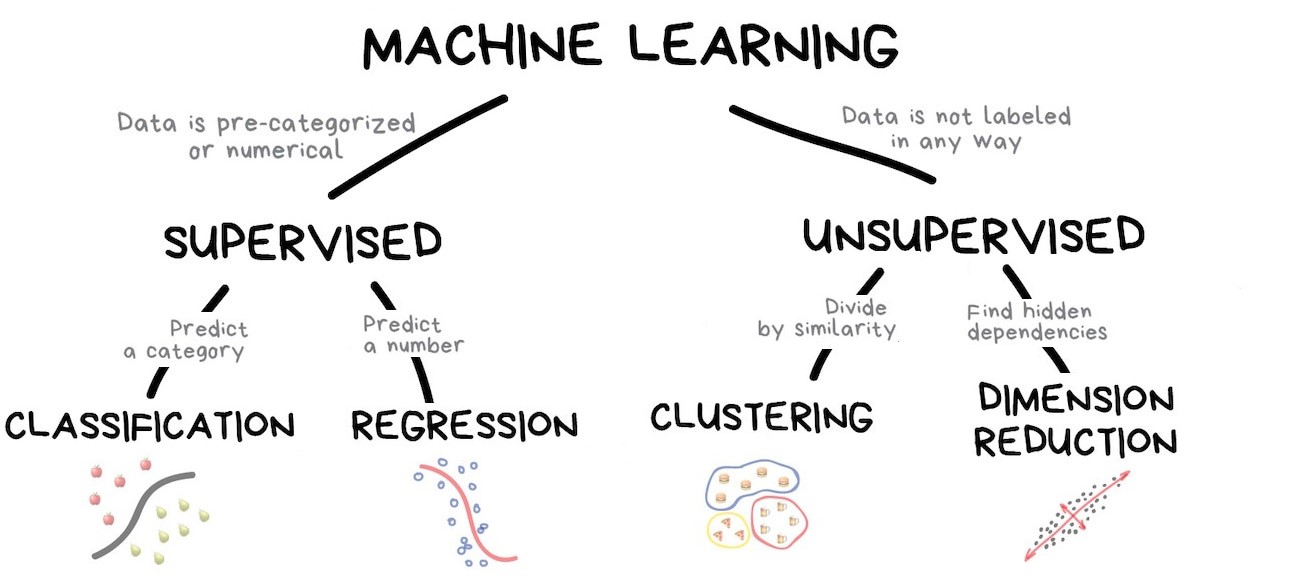 MACHINE LEARNING
Data is pre-categorized
or numerical
Data is not labeled
in any way
SUPERVISED
UNSUPERVISED
Predict
a category
Predict
a number
Divide
by similarity
Find hidden
dependencies
CLASSIFICATION
REGRESSION
CLUSTERING
DIMENSION
REDUCTION